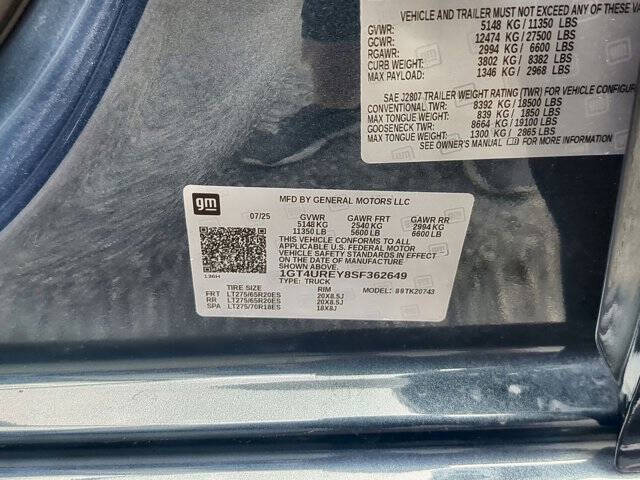 VEHICLE AND TRAILER MUST NOT EXCEED ANY OF THESE
GVWR: 5148 KG/11350 LBS
GCWR: 12474 KG/27500 LBS
RGAWR: 2994 KG/ 6600 LBS
CURB WEIGHT: 3802 KG/ 8382 LBS
MAX PAYLOAD: 1346 KG/ 2968 LBS
SAE J2807 TRAILER WEIGHT RATING (TWR) FOR VEHICLE
CONVENTIONAL TWR: 8392 KG/18500 LBS
MAX TONGUE WT: 839 KG/ 1850 LBS
GOOSENECK TWR: 8664 KG/19100 LBS
MAX TONGUE WT: 1300 KG/ 2865 LBS
SEE OWNER'S MANUAL FOR MORE INFORMATION
gm
gm
MFD BY GENERAL MOTORS LLC
07/25 GVWR GAWR FRT GAWR RR
5148 KG 2540 KG 2994 KG
11350 LB 5600 LB 6600 LB
THIS VEHICLE CONFORMS TO ALL
APPLICABLE U.S. FEDERAL MOTOR
VEHICLE SAFETY STANDARDS IN EFFECT
ON THE DATE OF MANUFACTURE SHOWN ABOVE.
1GT4UREY8SF362649
136H TYPE: TRUCK
TIRE SIZE RIM MODEL:
FRT LT275/65R20ES 20X8.5J
RR LT275/65R20ES 20X8.5J
SPA LT275/70R18ES 18X8J